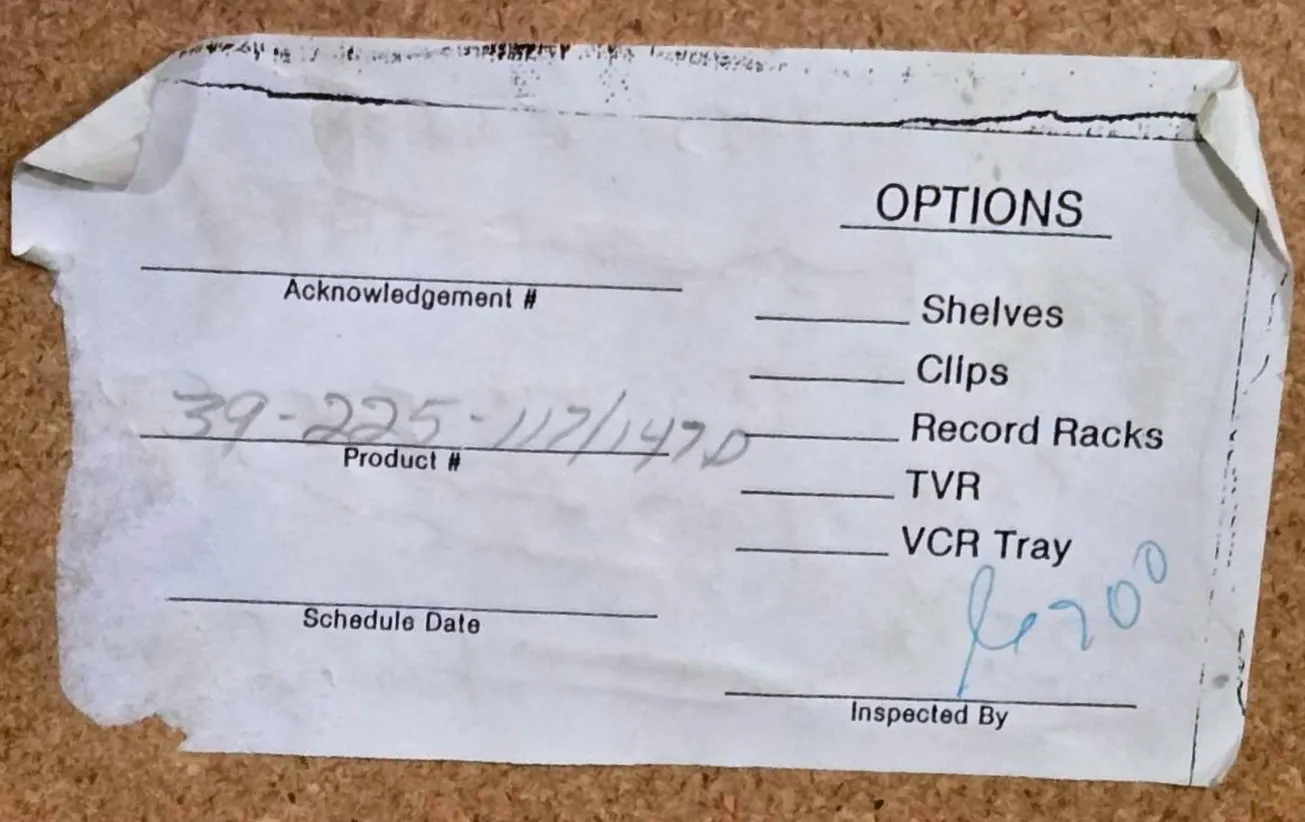 OPTIONS
Acknowledgement #
Shelves
Clips
39-225-117/147D
Product #
Record Racks
TVR
VCR Tray
Schedule Date
Inspected By